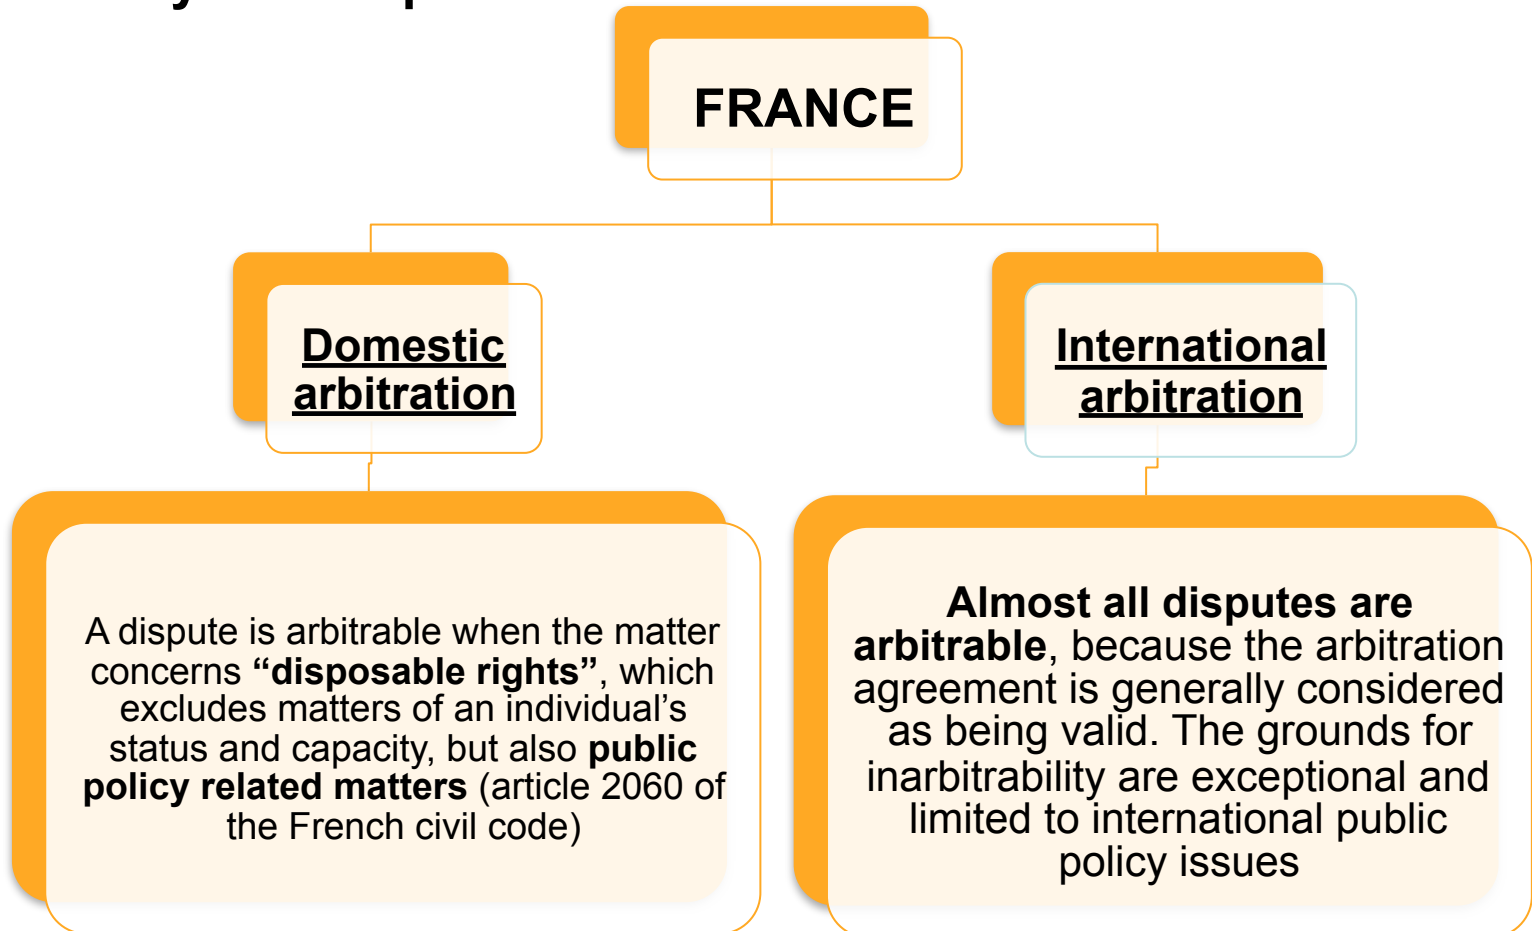 FRANCE
Domestic
arbitration
International
arbitration
A dispute is arbitrable when the matter
concerns “disposable rights”, which
excludes matters of an individual’s
status and capacity, but also public
policy related matters (article 2060 of
the French civil code)
Almost all disputes are
arbitrable, because the arbitration
agreement is generally considered
as being valid. The grounds for
inarbitrability are exceptional and
limited to international public
policy issues